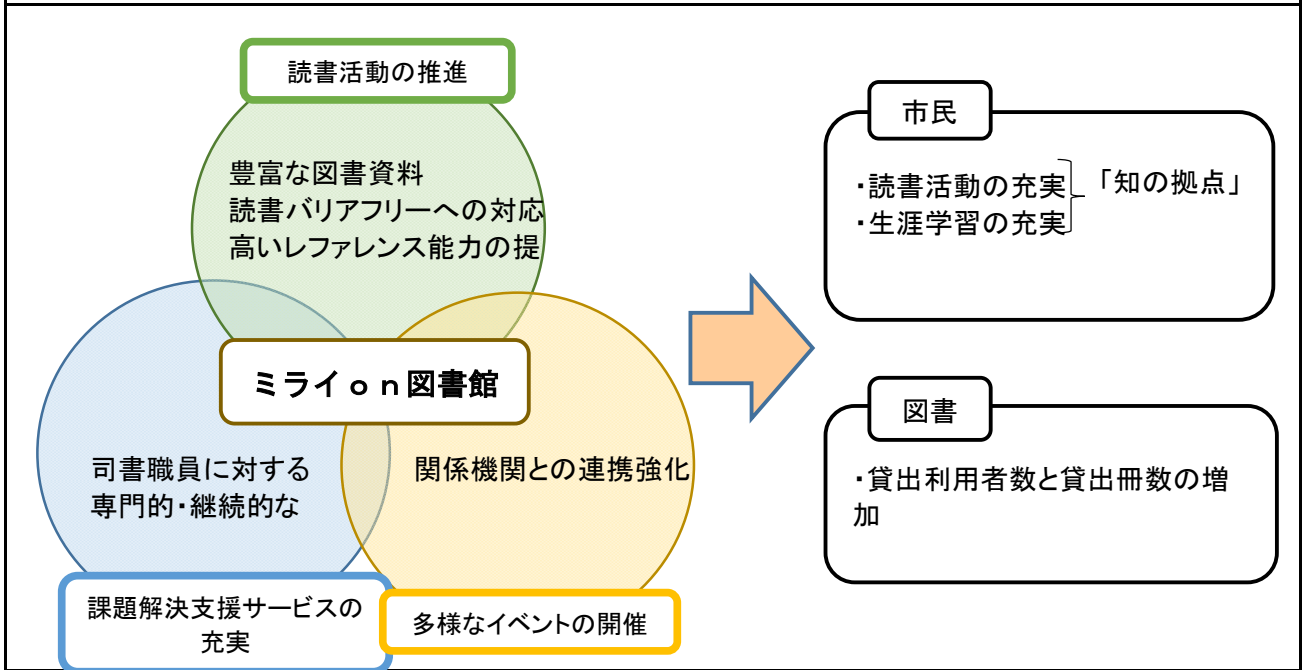 読書活動の推進
豊富な図書資料
読書バリアフリーへの対応
高いレファレンス能力の提
ミライon図書館
司書職員に対する
専門的・継続的な
関係機関との連携強化
課題解決支援サービスの
充実
多様なイベントの開催
市民
・読書活動の充実 「知の拠点」
・生涯学習の充実
図書
・貸出利用者数と貸出冊数の増
加